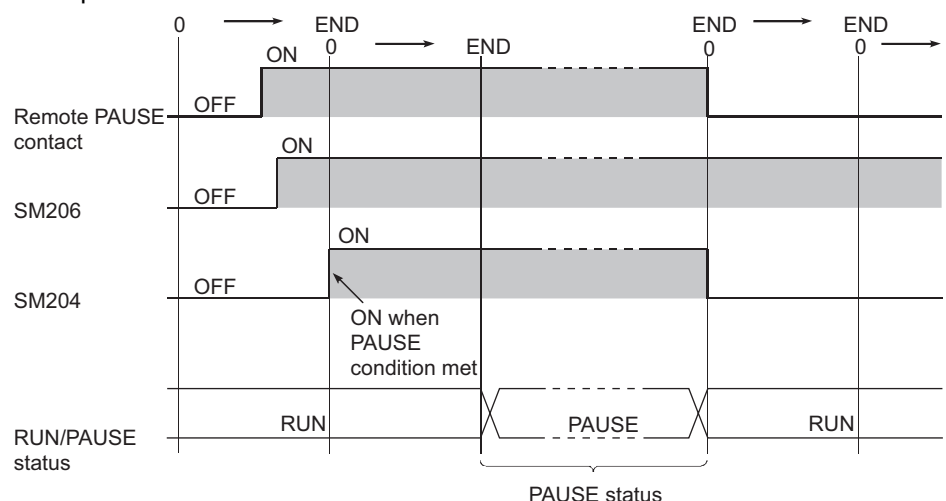 0 END END END END
0 0 0
ON
OFF
Remote PAUSE
contact
ON
OFF
SM206
ON
OFF
SM204
ON when
PAUSE
condition met
RUN PAUSE RUN
RUN/PAUSE
status
PAUSE status